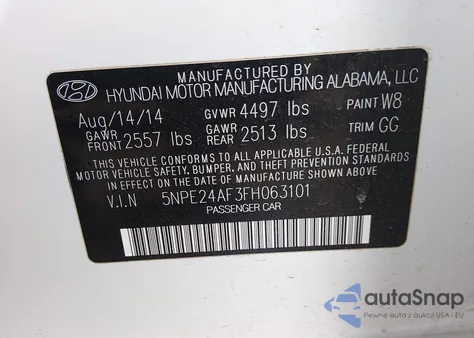 MANUFACTURED BY
HYUNDAI MOTOR MANUFACTURING ALABAMA, LLC
Aug/14/14 GVWR 4497 lbs PAINT W8
GAWR FRONT 2557 lbs GAWR REAR 2513 lbs TRIM GG
THIS VEHICLE CONFORMS TO ALL APPLICABLE U.S.A FEDERAL
MOTOR VEHICLE SAFETY, BUMPER, AND THEFT PREVENTION
STANDARDS IN EFFECT ON THE DATE OF MANUFACTURE SHOWN ABOVE
V.I.N 5NPE24AF3FH063101
PASSENGER CAR
autoSnap
Pewne auta z aukcji USA i EU